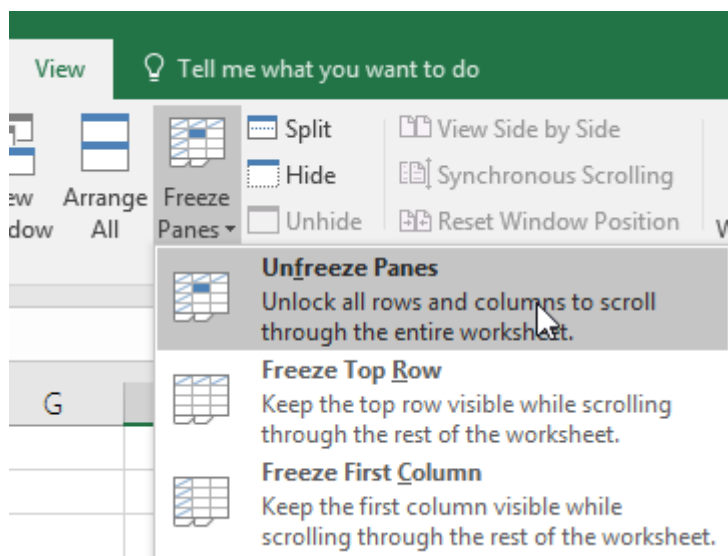 View
Tell me what you want to do
Split
Hide
Unhide
Arrange
All
Freeze
Panes
View Side by Side
Synchronous Scrolling
Reset Window Position
Unfreeze Panes
Unlock all rows and columns to scroll
through the entire worksheet.
Freeze Top Row
Keep the top row visible while scrolling
through the rest of the worksheet.
Freeze First Column
Keep the first column visible while
scrolling through the rest of the worksheet.
G